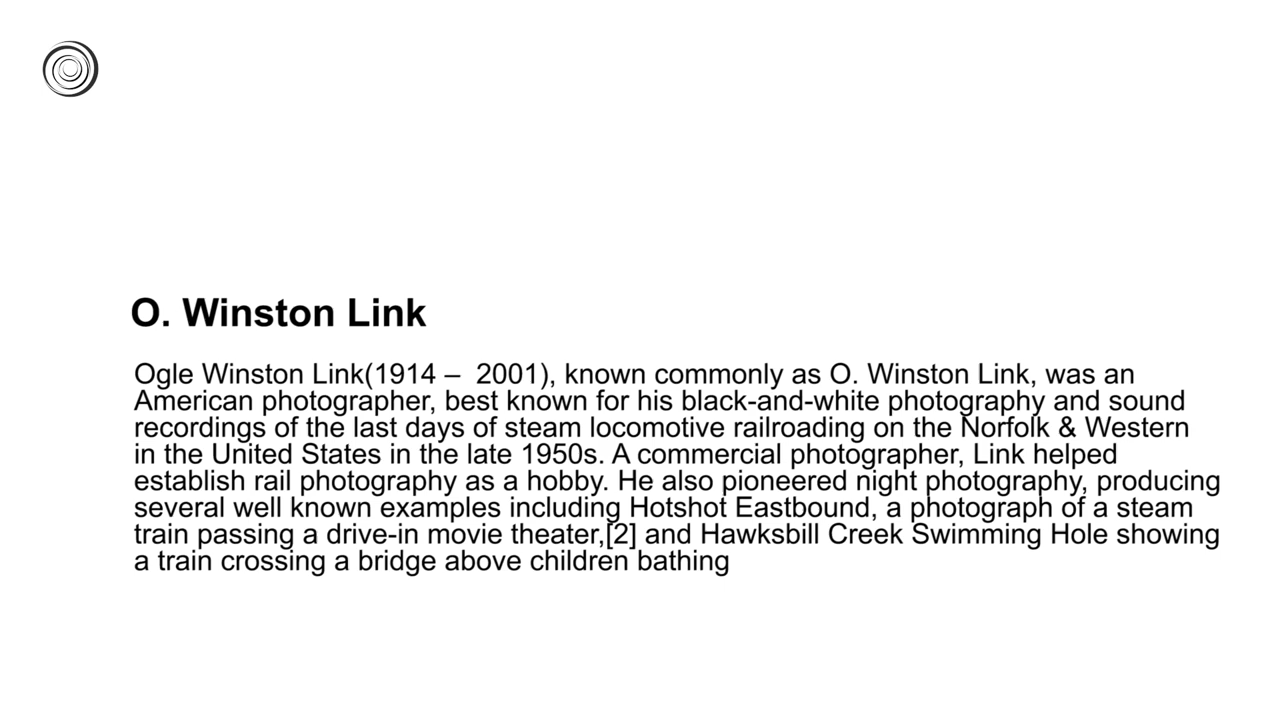 O. Winston Link
Ogle Winston Link(1914 –  2001), known commonly as O. Winston Link, was an
American photographer, best known for his black-and-white photography and sound
recordings of the last days of steam locomotive railroading on the Norfolk & Western
in the United States in the late 1950s. A commercial photographer, Link helped
establish rail photography as a hobby. He also pioneered night photography, producing
several well known examples including Hotshot Eastbound, a photograph of a steam
train passing a drive-in movie theater,[2] and Hawksbill Creek Swimming Hole showing
a train crossing a bridge above children bathing